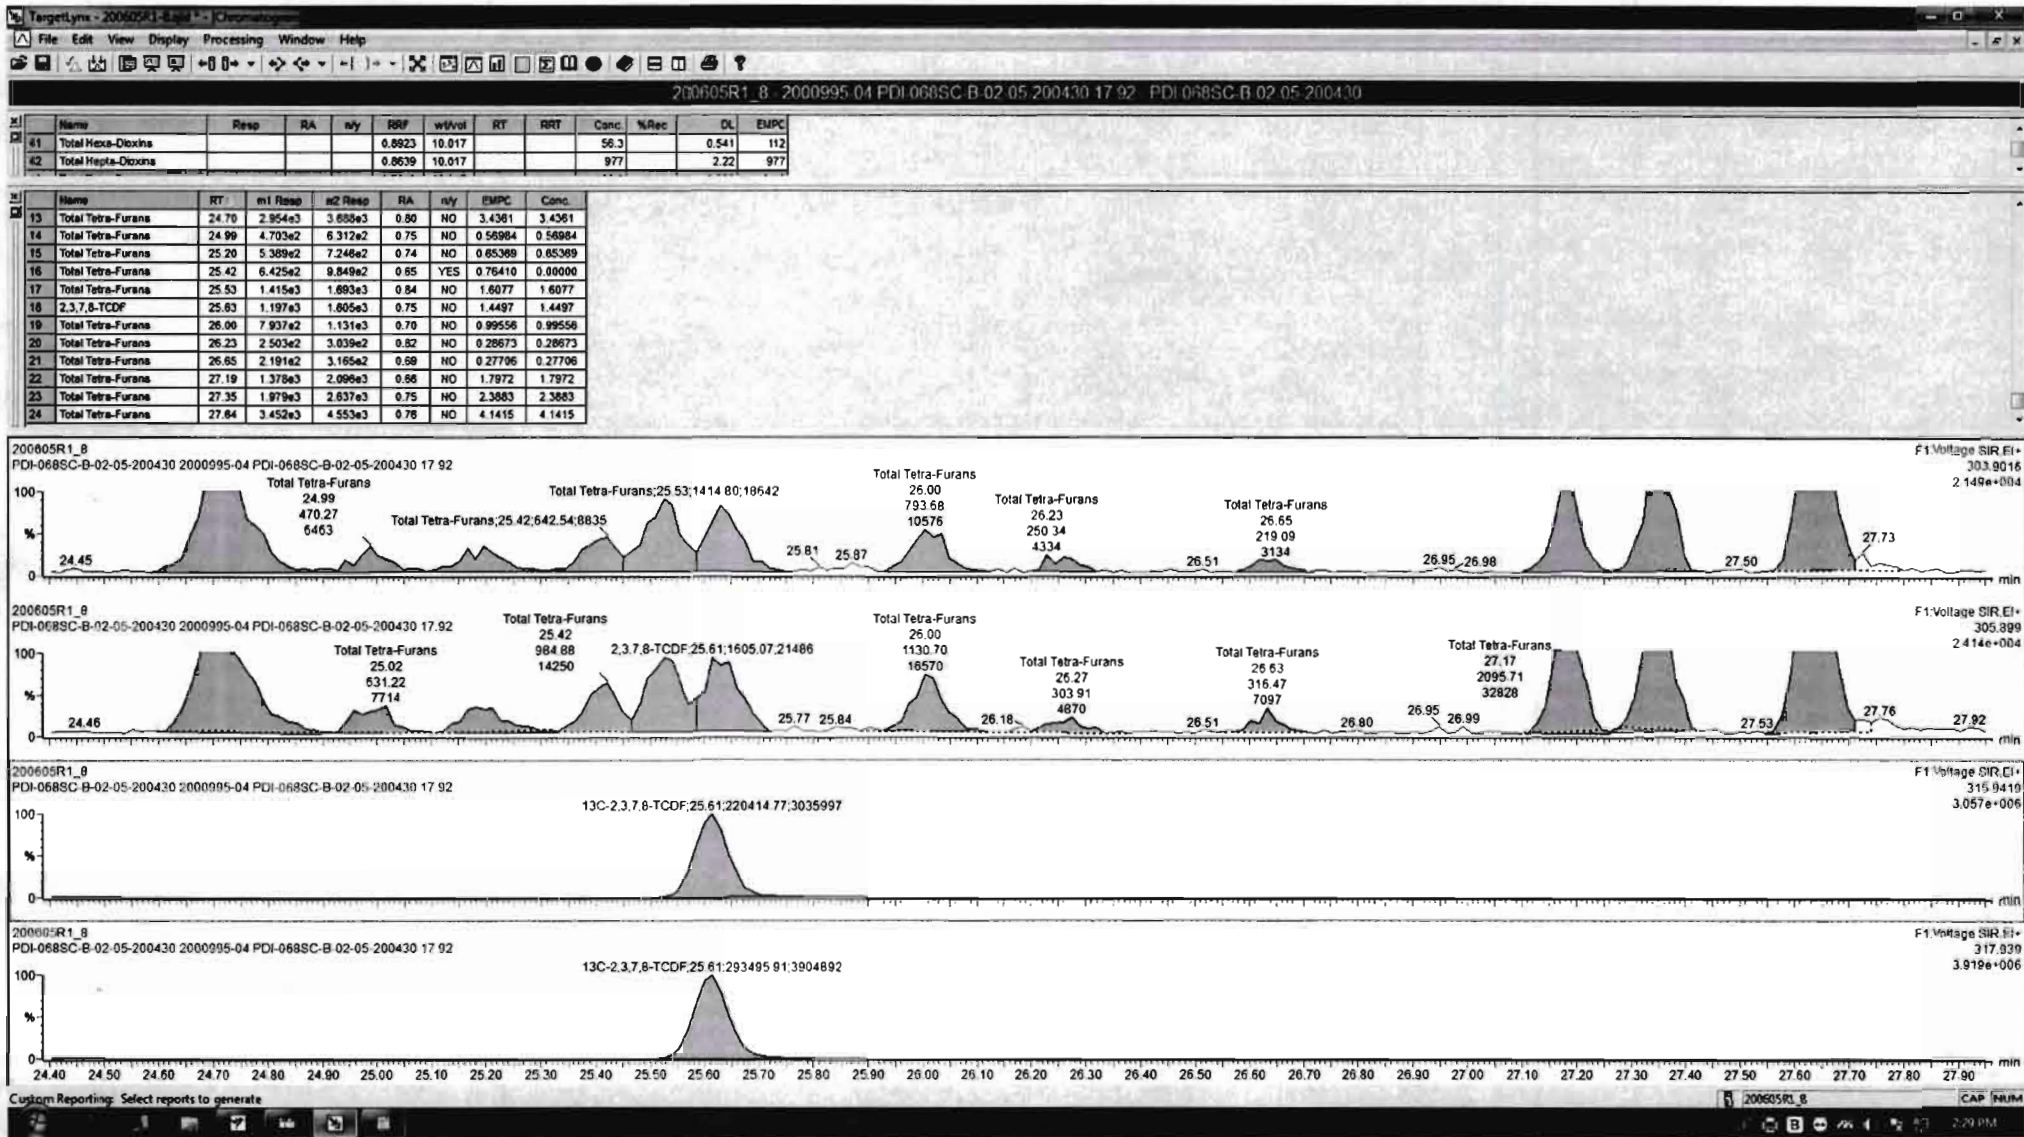 TargetLynx - 200605R1-8.qld * - [Chromatogram
File Edit View Display Processing Window Help
200605R1_8 - 2000995-04 PDI-068SC-B-02-05-200430 17.92 - PDI-068SC-B-02-05-200430
Name Resp RA n/y RRF wt/vol RT RRT Conc. %Rec DL EMPC
41 Total Hexa-Dioxins 0.8923 10.017 56.3 0.541 112
42 Total Hepta-Dioxins 0.8639 10.017 977 2.22 977
Name RT m1 Resp m2 Resp RA n/y EMPC Conc.
13 Total Tetra-Furans 24.70 2.954e3 3.688e3 0.80 NO 3.4361 3.4361
14 Total Tetra-Furans 24.99 4.703e2 6.312e2 0.75 NO 0.56984 0.56984
15 Total Tetra-Furans 25.20 5.389e2 7.246e2 0.74 NO 0.65369 0.65369
16 Total Tetra-Furans 25.42 6.425e2 9.849e2 0.65 YES 0.76410 0.00000
17 Total Tetra-Furans 25.53 1.415e3 1.693e3 0.84 NO 1.6077 1.6077
18 2,3,7,8-TCDF 25.63 1.197e3 1.605e3 0.75 NO 1.4497 1.4497
19 Total Tetra-Furans 26.00 7.937e2 1.131e3 0.70 NO 0.99556 0.99556
20 Total Tetra-Furans 26.23 2.503e2 3.039e2 0.82 NO 0.28673 0.28673
21 Total Tetra-Furans 26.65 2.191e2 3.165e2 0.69 NO 0.27706 0.27706
22 Total Tetra-Furans 27.19 1.378e3 2.096e3 0.66 NO 1.7972 1.7972
23 Total Tetra-Furans 27.35 1.979e3 2.637e3 0.75 NO 2.3883 2.3883
24 Total Tetra-Furans 27.64 3.452e3 4.553e3 0.76 NO 4.1415 4.1415
200605R1_8 F1:Voltage SIR,EI+
PDI-068SC-B-02-05-200430 2000995-04 PDI-068SC-B-02-05-200430 17.92 303.9016
2.149e+004
Total Tetra-Furans
24.99
470.27
6463
Total Tetra-Furans;25.42;642.54;8835
Total Tetra-Furans;25.53;1414.80;18642
Total Tetra-Furans
26.00
793.68
10576
Total Tetra-Furans
26.23
250.34
4334
Total Tetra-Furans
26.65
219.09
3134
100
%
0
24.45 25.81 25.87 26.51 26.95 26.98 27.50 27.73
min
200605R1_8 F1:Voltage SIR,EI+
PDI-068SC-B-02-05-200430 2000995-04 PDI-068SC-B-02-05-200430 17.92 305.899
2.414e+004
Total Tetra-Furans
25.02
631.22
7714
Total Tetra-Furans
25.42
984.88
14250
2,3,7,8-TCDF;25.61;1605.07;21486
Total Tetra-Furans
26.00
1130.70
16570
Total Tetra-Furans
26.27
303.91
4870
Total Tetra-Furans
26.63
316.47
7097
Total Tetra-Furans
27.17
2095.71
32828
100
%
0
24.46 25.77 25.84 26.18 26.51 26.80 26.95 26.99 27.53 27.76 27.92
min
200605R1_8 F1:Voltage SIR,EI+
PDI-068SC-B-02-05-200430 2000995-04 PDI-068SC-B-02-05-200430 17.92 315.9419
3.057e+006
13C-2,3,7,8-TCDF;25.61;220414.77;3035997
100
%
0
min
200605R1_8 F1:Voltage SIR,EI+
PDI-068SC-B-02-05-200430 2000995-04 PDI-068SC-B-02-05-200430 17.92 317.939
3.919e+006
13C-2,3,7,8-TCDF;25.61;293495.91;3904892
100
%
0
min
24.40 24.50 24.60 24.70 24.80 24.90 25.00 25.10 25.20 25.30 25.40 25.50 25.60 25.70 25.80 25.90 26.00 26.10 26.20 26.30 26.40 26.50 26.60 26.70 26.80 26.90 27.00 27.10 27.20 27.30 27.40 27.50 27.60 27.70 27.80 27.90
Custom Reporting: Select reports to generate 200605R1_8 CAP NUM
2:29 PM